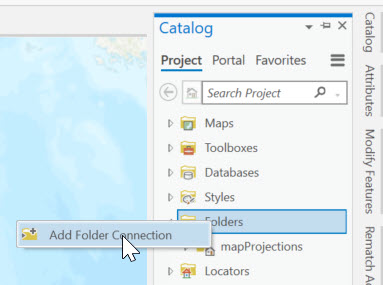 Catalog
Project Portal Favorites
Search Project
Maps
Toolboxes
Databases
Styles
Folders
Add Folder Connection
mapProjections
Locators
Catalog
Attributes
Modify Features
Rematch